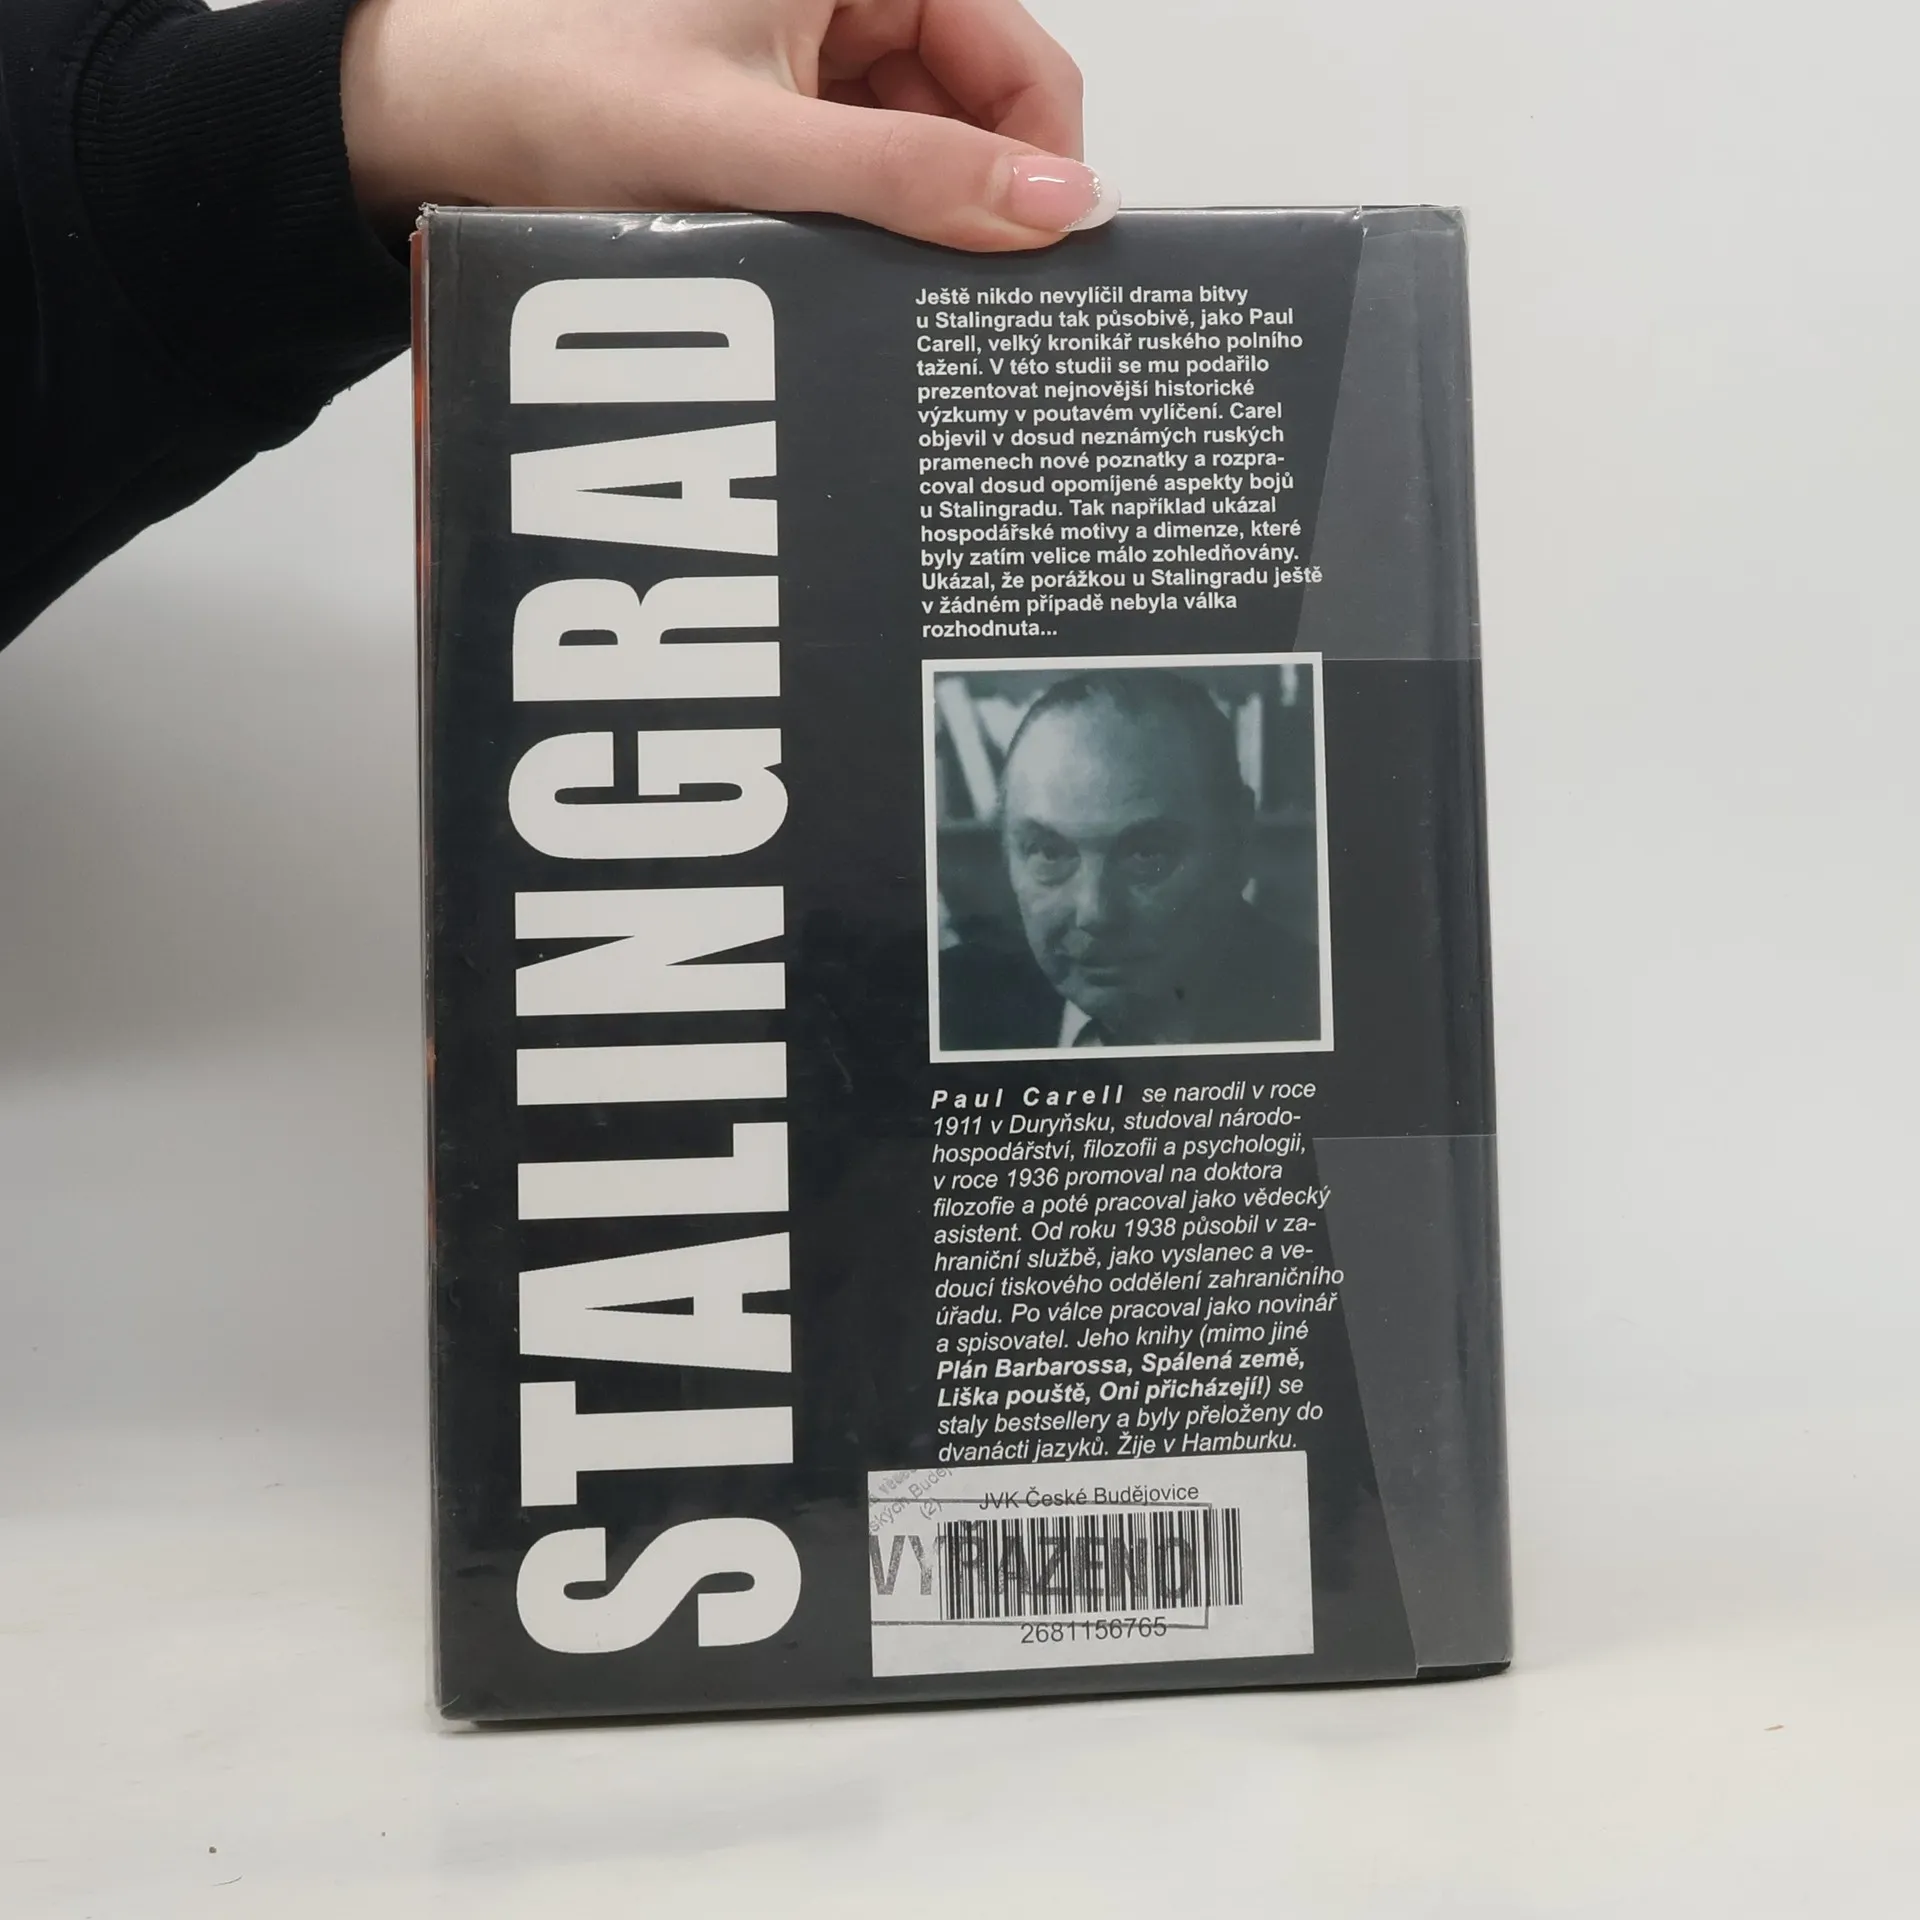 STALINGRAD
Ještě nikdo nevylíčil drama bitvy
u Stalingradu tak působivě, jako Paul
Carell, velký kronikář ruského polního
tažení. V této studii se mu podařilo
prezentovat nejnovější historické
výzkumy v poutavém vylíčení. Carel
objevil v dosud neznámých ruských
pramenech nové poznatky a rozpra-
coval dosud opomíjené aspekty bojů
u Stalingradu. Tak například ukázal
hospodářské motivy a dimenze, které
byly zatím velice málo zohledňovány.
Ukázal, že porážkou u Stalingradu ještě
v žádném případě nebyla válka
rozhodnuta...
Paul Carell se narodil v roce
1911 v Duryňsku, studoval národo-
hospodářství, filozofii a psychologii,
v roce 1936 promoval na doktora
filozofie a poté pracoval jako vědecký
asistent. Od roku 1938 působil v za-
hraniční službě, jako vyslanec a ve-
doucí tiskového oddělení zahraničního
úřadu. Po válce pracoval jako novinář
a spisovatel. Jeho knihy (mimo jiné
Plán Barbarossa, Spálená země,
Liška pouště, Oni přicházejí!) se
staly bestsellery a byly přeloženy do
dvanácti jazyků. Žije v Hamburku.
JVK České Budějovice
(2)
VYŘAZENO
2681156765